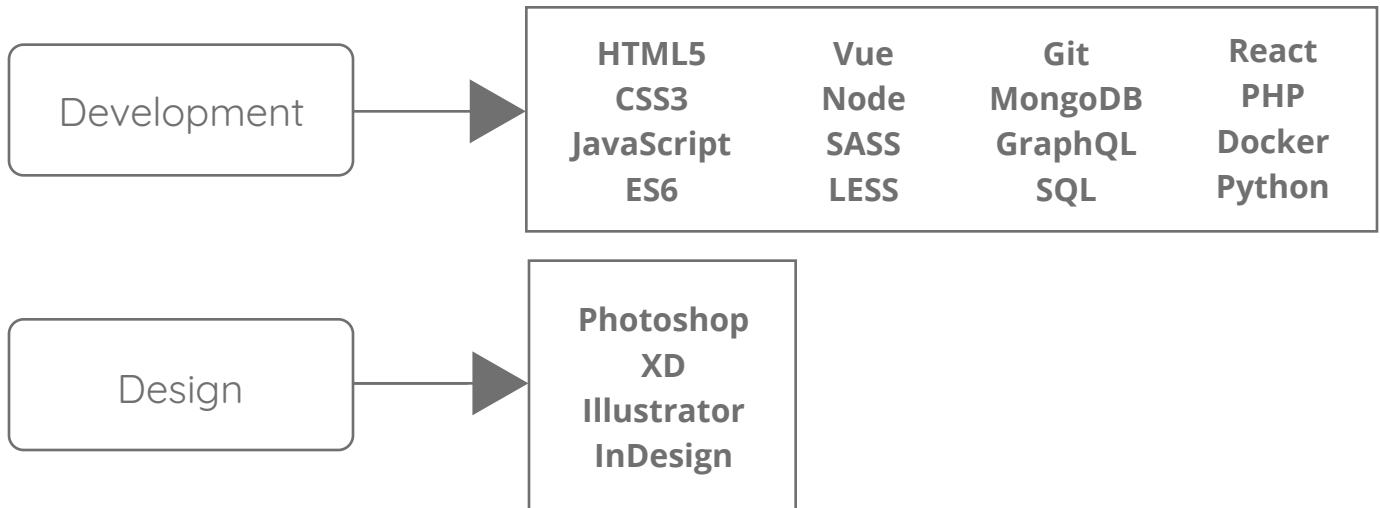 Development
HTML5
CSS3
JavaScript
ES6
Vue
Node
SASS
LESS
Git
MongoDB
GraphQL
SQL
React
PHP
Docker
Python
Design
Photoshop
XD
Illustrator
InDesign